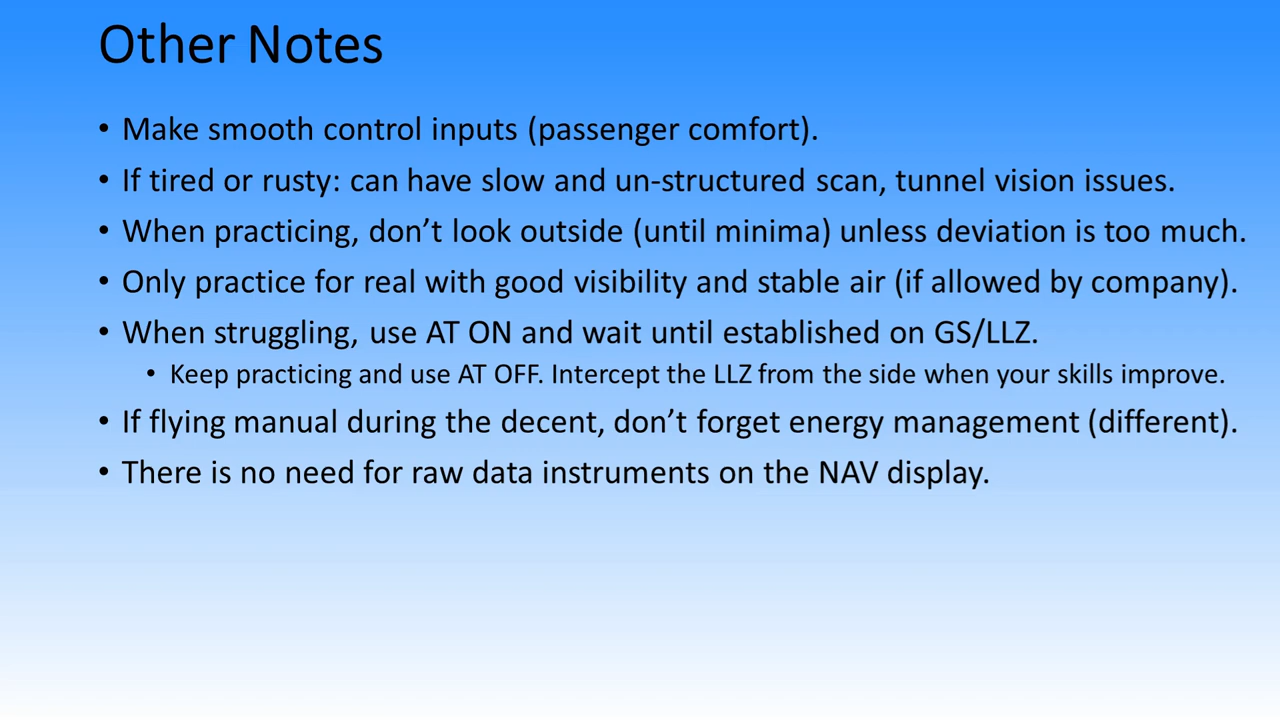 Other Notes
• Make smooth control inputs (passenger comfort).
• If tired or rusty: can have slow and un-structured scan, tunnel vision issues.
• When practicing, don’t look outside (until minima) unless deviation is too much.
• Only practice for real with good visibility and stable air (if allowed by company).
• When struggling, use AT ON and wait until established on GS/LLZ.
• Keep practicing and use AT OFF. Intercept the LLZ from the side when your skills improve.
• If flying manual during the decent, don’t forget energy management (different).
• There is no need for raw data instruments on the NAV display.